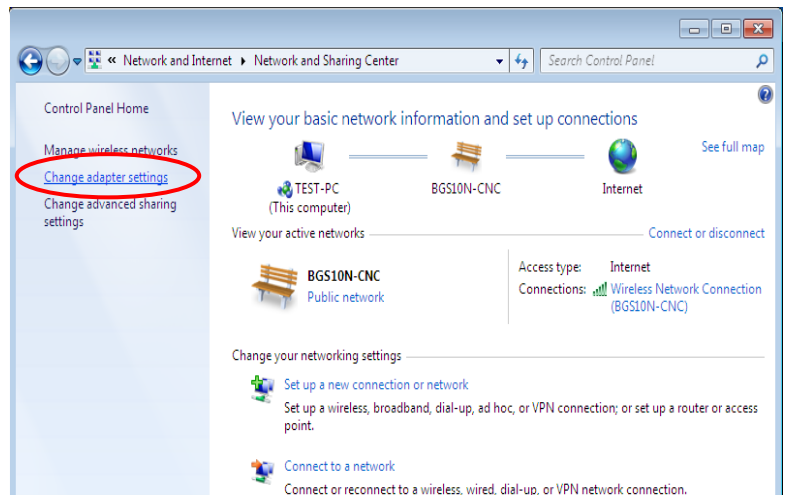 « Network and Internet ▸ Network and Sharing Center
Search Control Panel
Control Panel Home
Manage wireless networks
Change adapter settings
Change advanced sharing
settings
View your basic network information and set up connections
See full map
TEST-PC
(This computer)
BGS10N-CNC
Internet
View your active networks
Connect or disconnect
BGS10N-CNC
Public network
Access type: Internet
Connections: Wireless Network Connection
(BGS10N-CNC)
Change your networking settings
Set up a new connection or network
Set up a wireless, broadband, dial-up, ad hoc, or VPN connection; or set up a router or access
point.
Connect to a network
Connect or reconnect to a wireless, wired, dial-up, or VPN network connection.